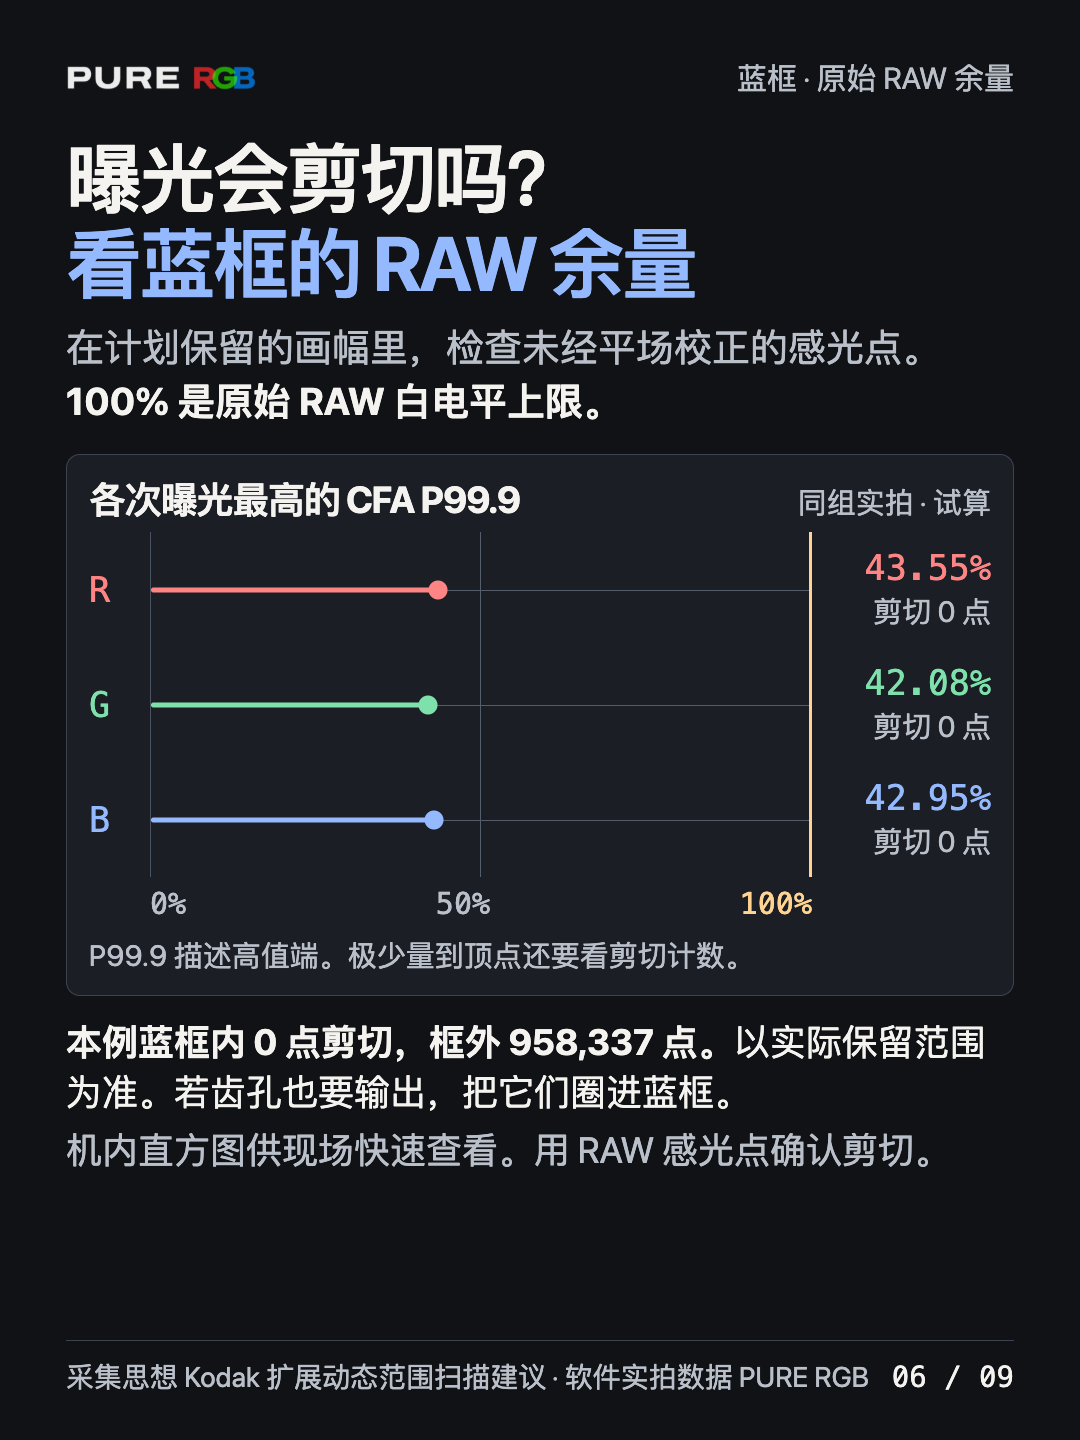 PURE RGB
蓝框 · 原始 RAW 余量
曝光会剪切吗?
看蓝框的 RAW 余量
在计划保留的画幅里，检查未经平场校正的感光点。
100% 是原始 RAW 白电平上限。
各次曝光最高的 CFA P99.9
同组实拍 · 试算
R
43.55%
剪切 0 点
G
42.08%
剪切 0 点
B
42.95%
剪切 0 点
0%
50%
100%
P99.9 描述高值端。极少量到顶点还要看剪切计数。
本例蓝框内 0 点剪切，框外 958,337 点。以实际保留范围
为准。若齿孔也要输出，把它们圈进蓝框。
机内直方图供现场快速查看。用 RAW 感光点确认剪切。
采集思想 Kodak 扩展动态范围扫描建议 · 软件实拍数据 PURE RGB
06 / 09